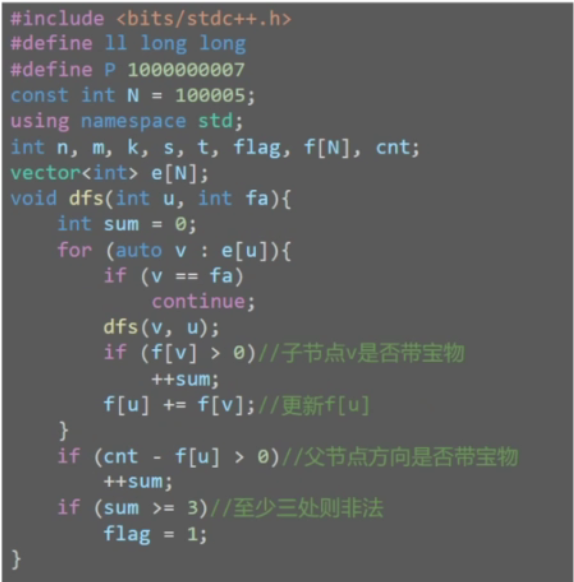 #include <bits/stdc++.h>
#define ll long long
#define P 1000000007
const int N = 100005;
using namespace std;
int n, m, k, s, t, flag, f[N], cnt;
vector<int> e[N];
void dfs(int u, int fa){
    int sum = 0;
    for (auto v : e[u]){
        if (v == fa)
            continue;
        dfs(v, u);
        if (f[v] > 0)//子节点v是否带宝物
            ++sum;
        f[u] += f[v];//更新f[u]
    }
    if (cnt - f[u] > 0)//父节点方向是否带宝物
        ++sum;
    if (sum >= 3)//至少三处则非法
        flag = 1;
}